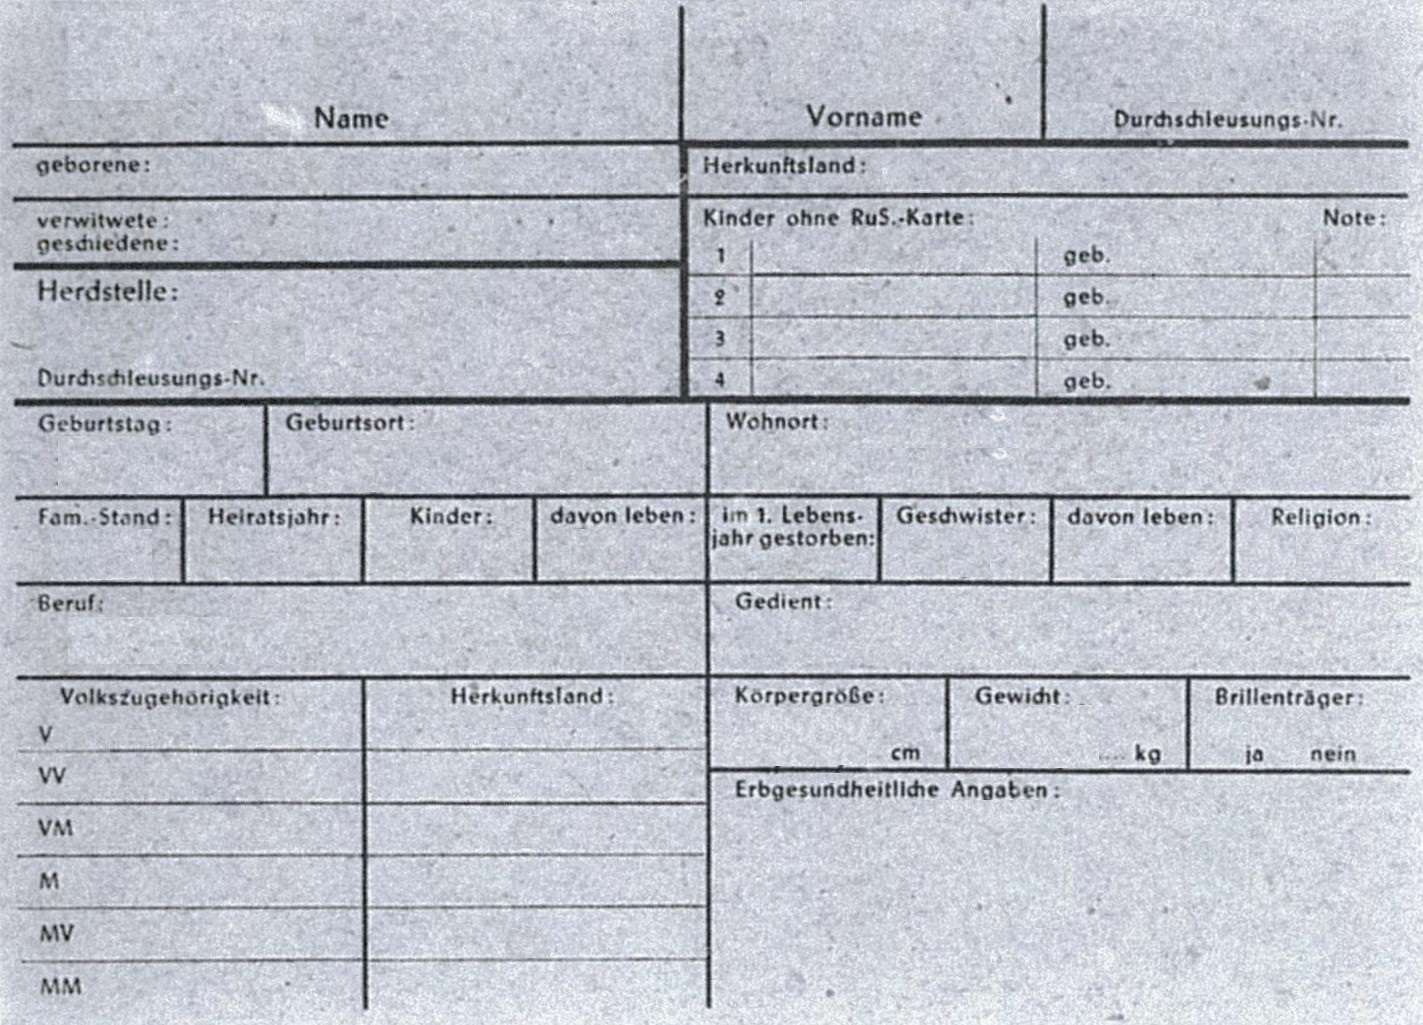 Name Vorname Durchschleusungs-Nr.
geborene: Herkunftsland:
verwitwete:
geschiedene:
Kinder ohne RuS.-Karte: Note:
1 geb.
2 geb.
3 geb.
4 geb.
Herdstelle:
Durchschleusungs-Nr.
Geburtstag: Geburtsort: Wohnort:
Fam.-Stand: Heiratsjahr: Kinder: davon leben: im 1. Lebens- Geschwister: davon leben: Religion:
jahr gestorben:
Beruf: Gedient:
Volkszugehörigkeit: Herkunftsland: Körpergröße: Gewicht: Brillenträger:
V
cm kg ja nein
VV
Erbgesundheitliche Angaben:
VM
M
MV
MM